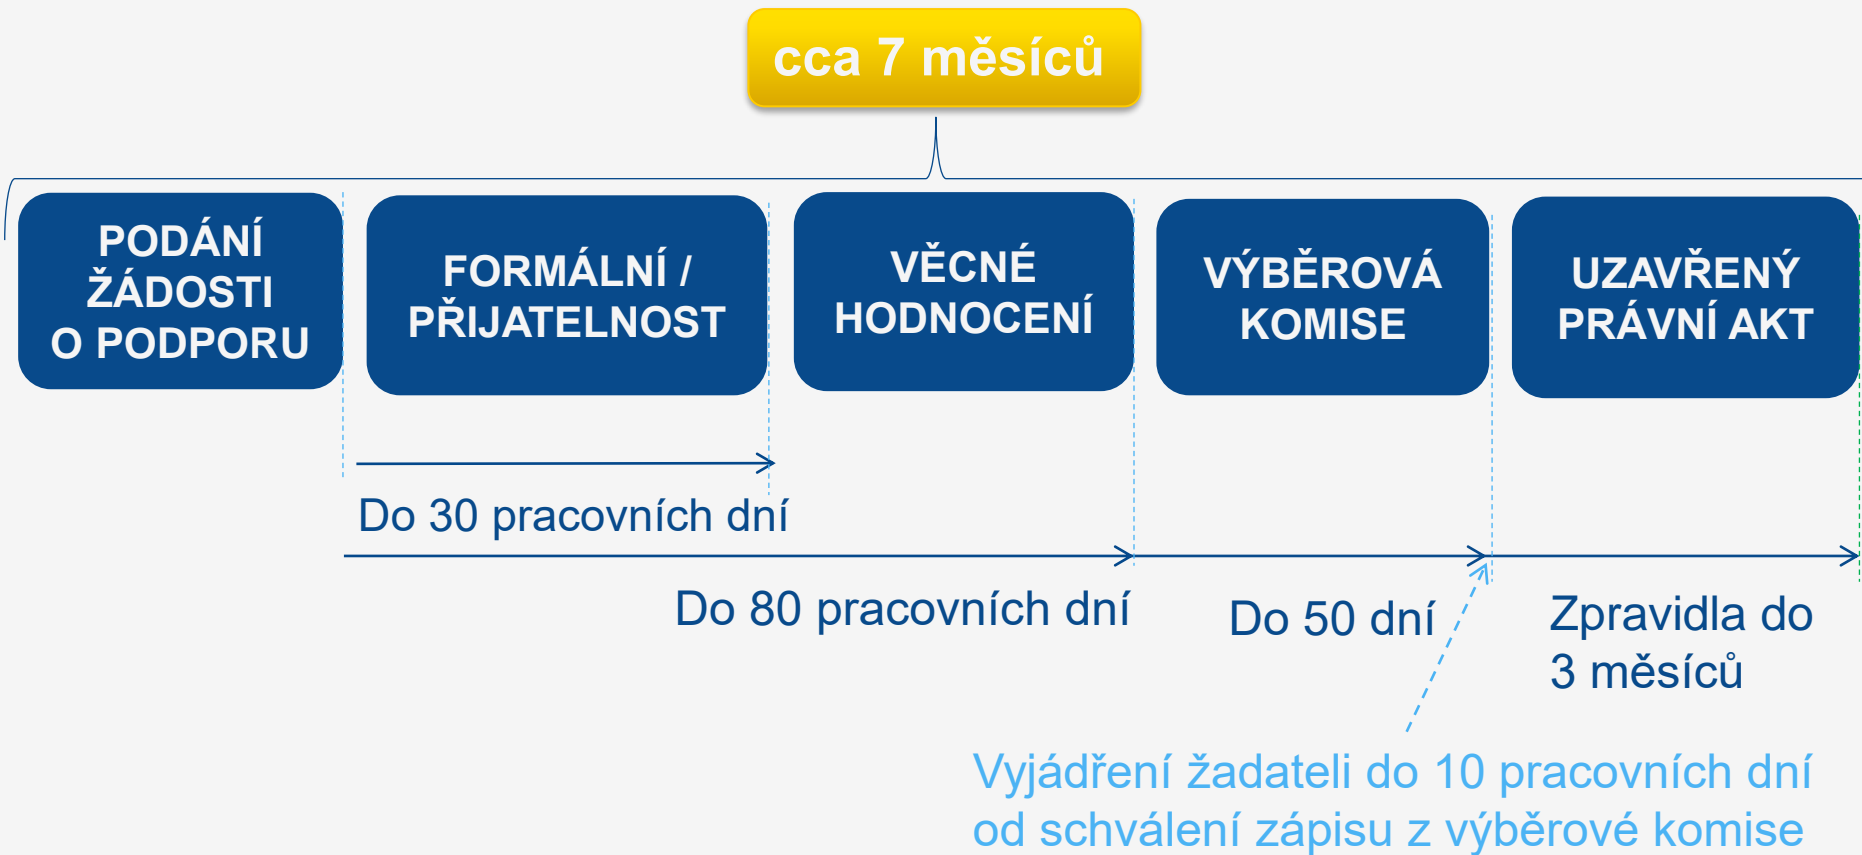 cca 7 měsíců
PODÁNÍ
ŽÁDOSTI
O PODPORU
FORMÁLNÍ /
PŘIJATELNOST
VĚCNÉ
HODNOCENÍ
VÝBĚROVÁ
KOMISE
UZAVŘENÝ
PRÁVNÍ AKT
Do 30 pracovních dní
Do 80 pracovních dní
Do 50 dní
Zpravidla do
3 měsíců
Vyjádření žadateli do 10 pracovních dní
od schválení zápisu z výběrové komise